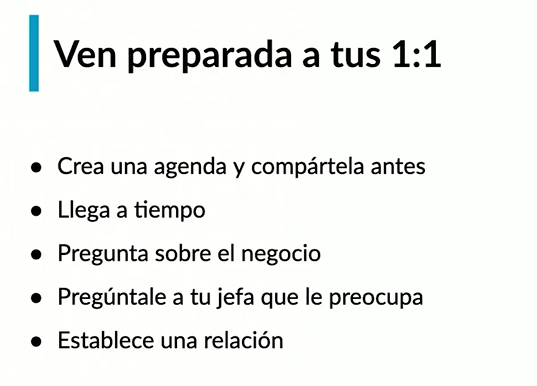 Ven preparada a tus 1:1
● Crea una agenda y compártela antes
● Llega a tiempo
● Pregunta sobre el negocio
● Pregúntale a tu jefa que le preocupa
● Establece una relación